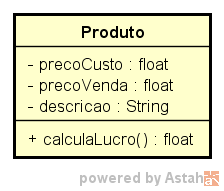 Produto
- precoCusto : float
- precoVenda : float
- descricao : String
+ calculaLucro() : float
powered by Astah